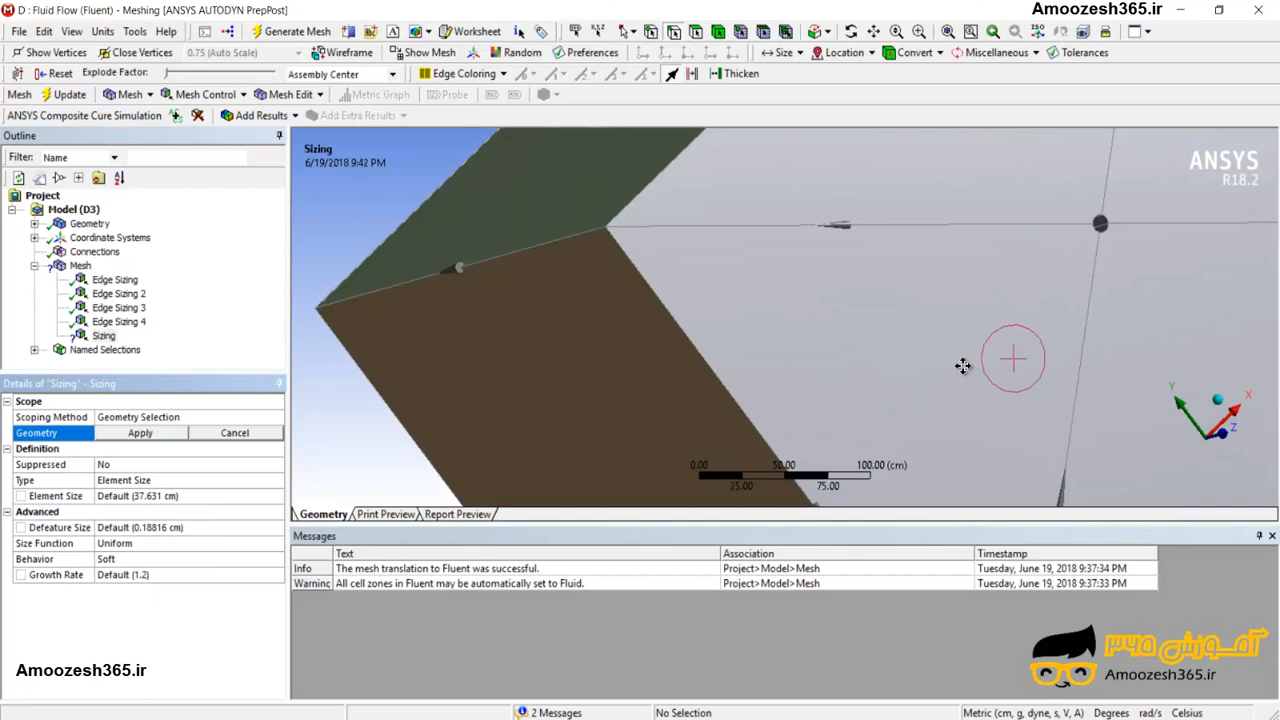 D : Fluid Flow (Fluent) - Meshing [ANSYS AUTODYN PrepPost]
Amoozesh365.ir
File Edit View Units Tools Help Generate Mesh Worksheet
Show Vertices Close Vertices 0.75 (Auto Scale) Wireframe Show Mesh Random Preferences Size Location Convert Miscellaneous Tolerances
Reset Explode Factor: Assembly Center Edge Coloring Thicken
Mesh Update Mesh Mesh Control Mesh Edit Metric Graph Probe
ANSYS Composite Cure Simulation Add Results Add Extra Results
Outline
Filter: Name
Project
Model (D3)
Geometry
Coordinate Systems
Connections
Mesh
Edge Sizing
Edge Sizing 2
Edge Sizing 3
Edge Sizing 4
Sizing
Named Selections
Details of "Sizing" - Sizing
Scope
Scoping Method Geometry Selection
Geometry Apply Cancel
Definition
Suppressed No
Type Element Size
Element Size Default (37.631 cm)
Advanced
Defeature Size Default (0.18816 cm)
Size Function Uniform
Behavior Soft
Growth Rate Default (1.2)
Sizing
6/19/2018 9:42 PM
ANSYS
R18.2
Y
X
Z
0.00 50.00 100.00 (cm)
25.00 75.00
Geometry Print Preview Report Preview
Messages
Text Association Timestamp
Info The mesh translation to Fluent was successful. Project>Model>Mesh Tuesday, June 19, 2018 9:37:34 PM
Warninc All cell zones in Fluent may be automatically set to Fluid. Project>Model>Mesh Tuesday, June 19, 2018 9:37:33 PM
آموزش ۳۶۵
Amoozesh365.ir
Amoozesh365.ir
2 Messages No Selection Metric (cm, g, dyne, s, V, A) Degrees rad/s Celsius